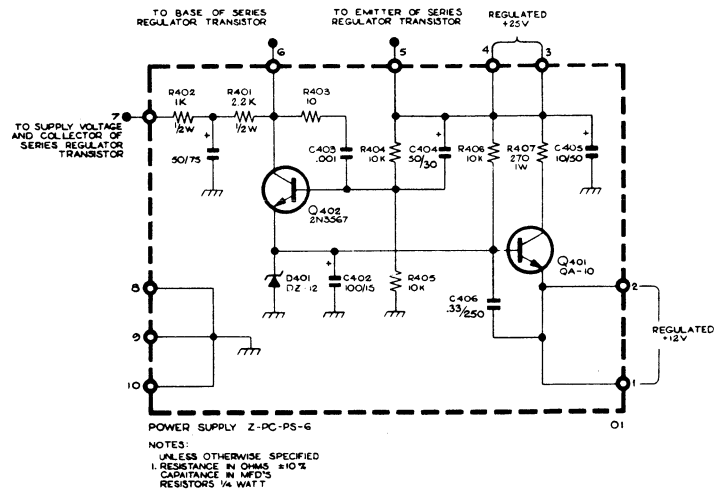 TO BASE OF SERIES
REGULATOR TRANSISTOR
TO EMITTER OF SERIES
REGULATOR TRANSISTOR
REGULATED
+25V
6
5
4
3
R402
1K
1/2W
R401
2.2K
1/2W
R403
10
7
TO SUPPLY VOLTAGE
AND COLLECTOR OF
SERIES REGULATOR
TRANSISTOR
+
50/75
C403
.001
R404
10K
+
C404
50/30
R406
10K
R407
270
1W
+
C405
10/50
Q402
2N3567
Q401
QA-10
D401
DZ-12
+
C402
100/15
R405
10K
C406
.33/250
8
9
10
2
REGULATED
+12V
1
POWER SUPPLY Z-PC-PS-6
01
NOTES:
UNLESS OTHERWISE SPECIFIED
1. RESISTANCE IN OHMS ±10%
CAPAITANCE IN MFD'S
RESISTORS 1/4 WATT